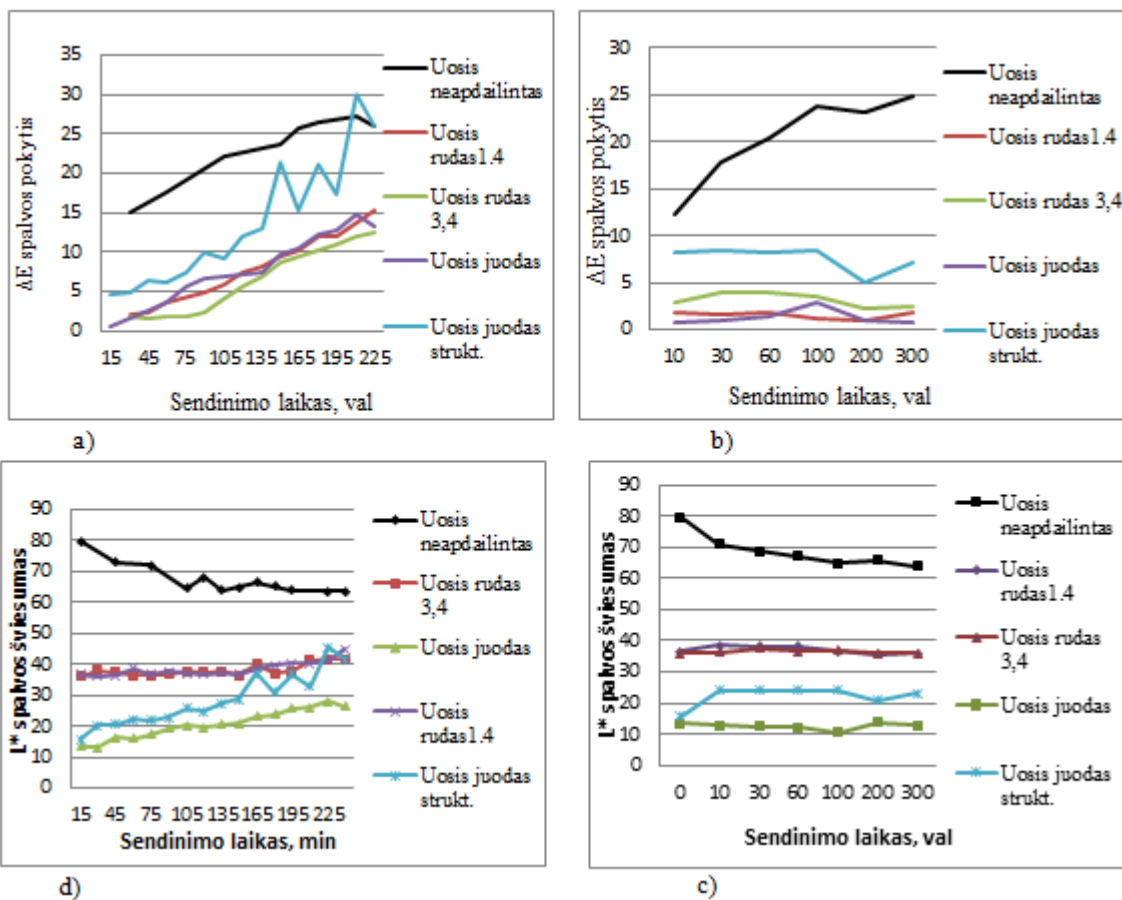 35
30
25
20
15
10
5
0
ΔE spalvos pokytis
15 45 75 105 135 165 195 225
Sendinimo laikas, val
Uosis
neapdailintas
Uosis
rudas1.4
Uosis rudas
3,4
Uosis juodas
Uosis juodas
strukt.
a)
30
25
20
15
10
5
0
ΔE spalvos pokytis
10 30 60 100 200 300
Sendinimo laikas, val
Uosis
neapdailintas
Uosis rudas1.4
Uosis rudas 3,4
Uosis juodas
Uosis juodas
strukt.
b)
90
80
70
60
50
40
30
20
10
0
L* spalvos šviesumas
15 45 75 105 135 165 195 225
Sendinimo laikas, min
Uosis
neapdailintas
Uosis rudas
3,4
Uosis juodas
Uosis
rudas1.4
Uosis juodas
strukt.
d)
90
80
70
60
50
40
30
20
10
0
L* spalvos šviesumas
0 10 30 60 100 200 300
Sendinimo laikas, val
Uosis
neapdailintas
Uosis
rudas1.4
Uosis rudas
3,4
Uosis juodas
Uosis juodas
strukt.
c)